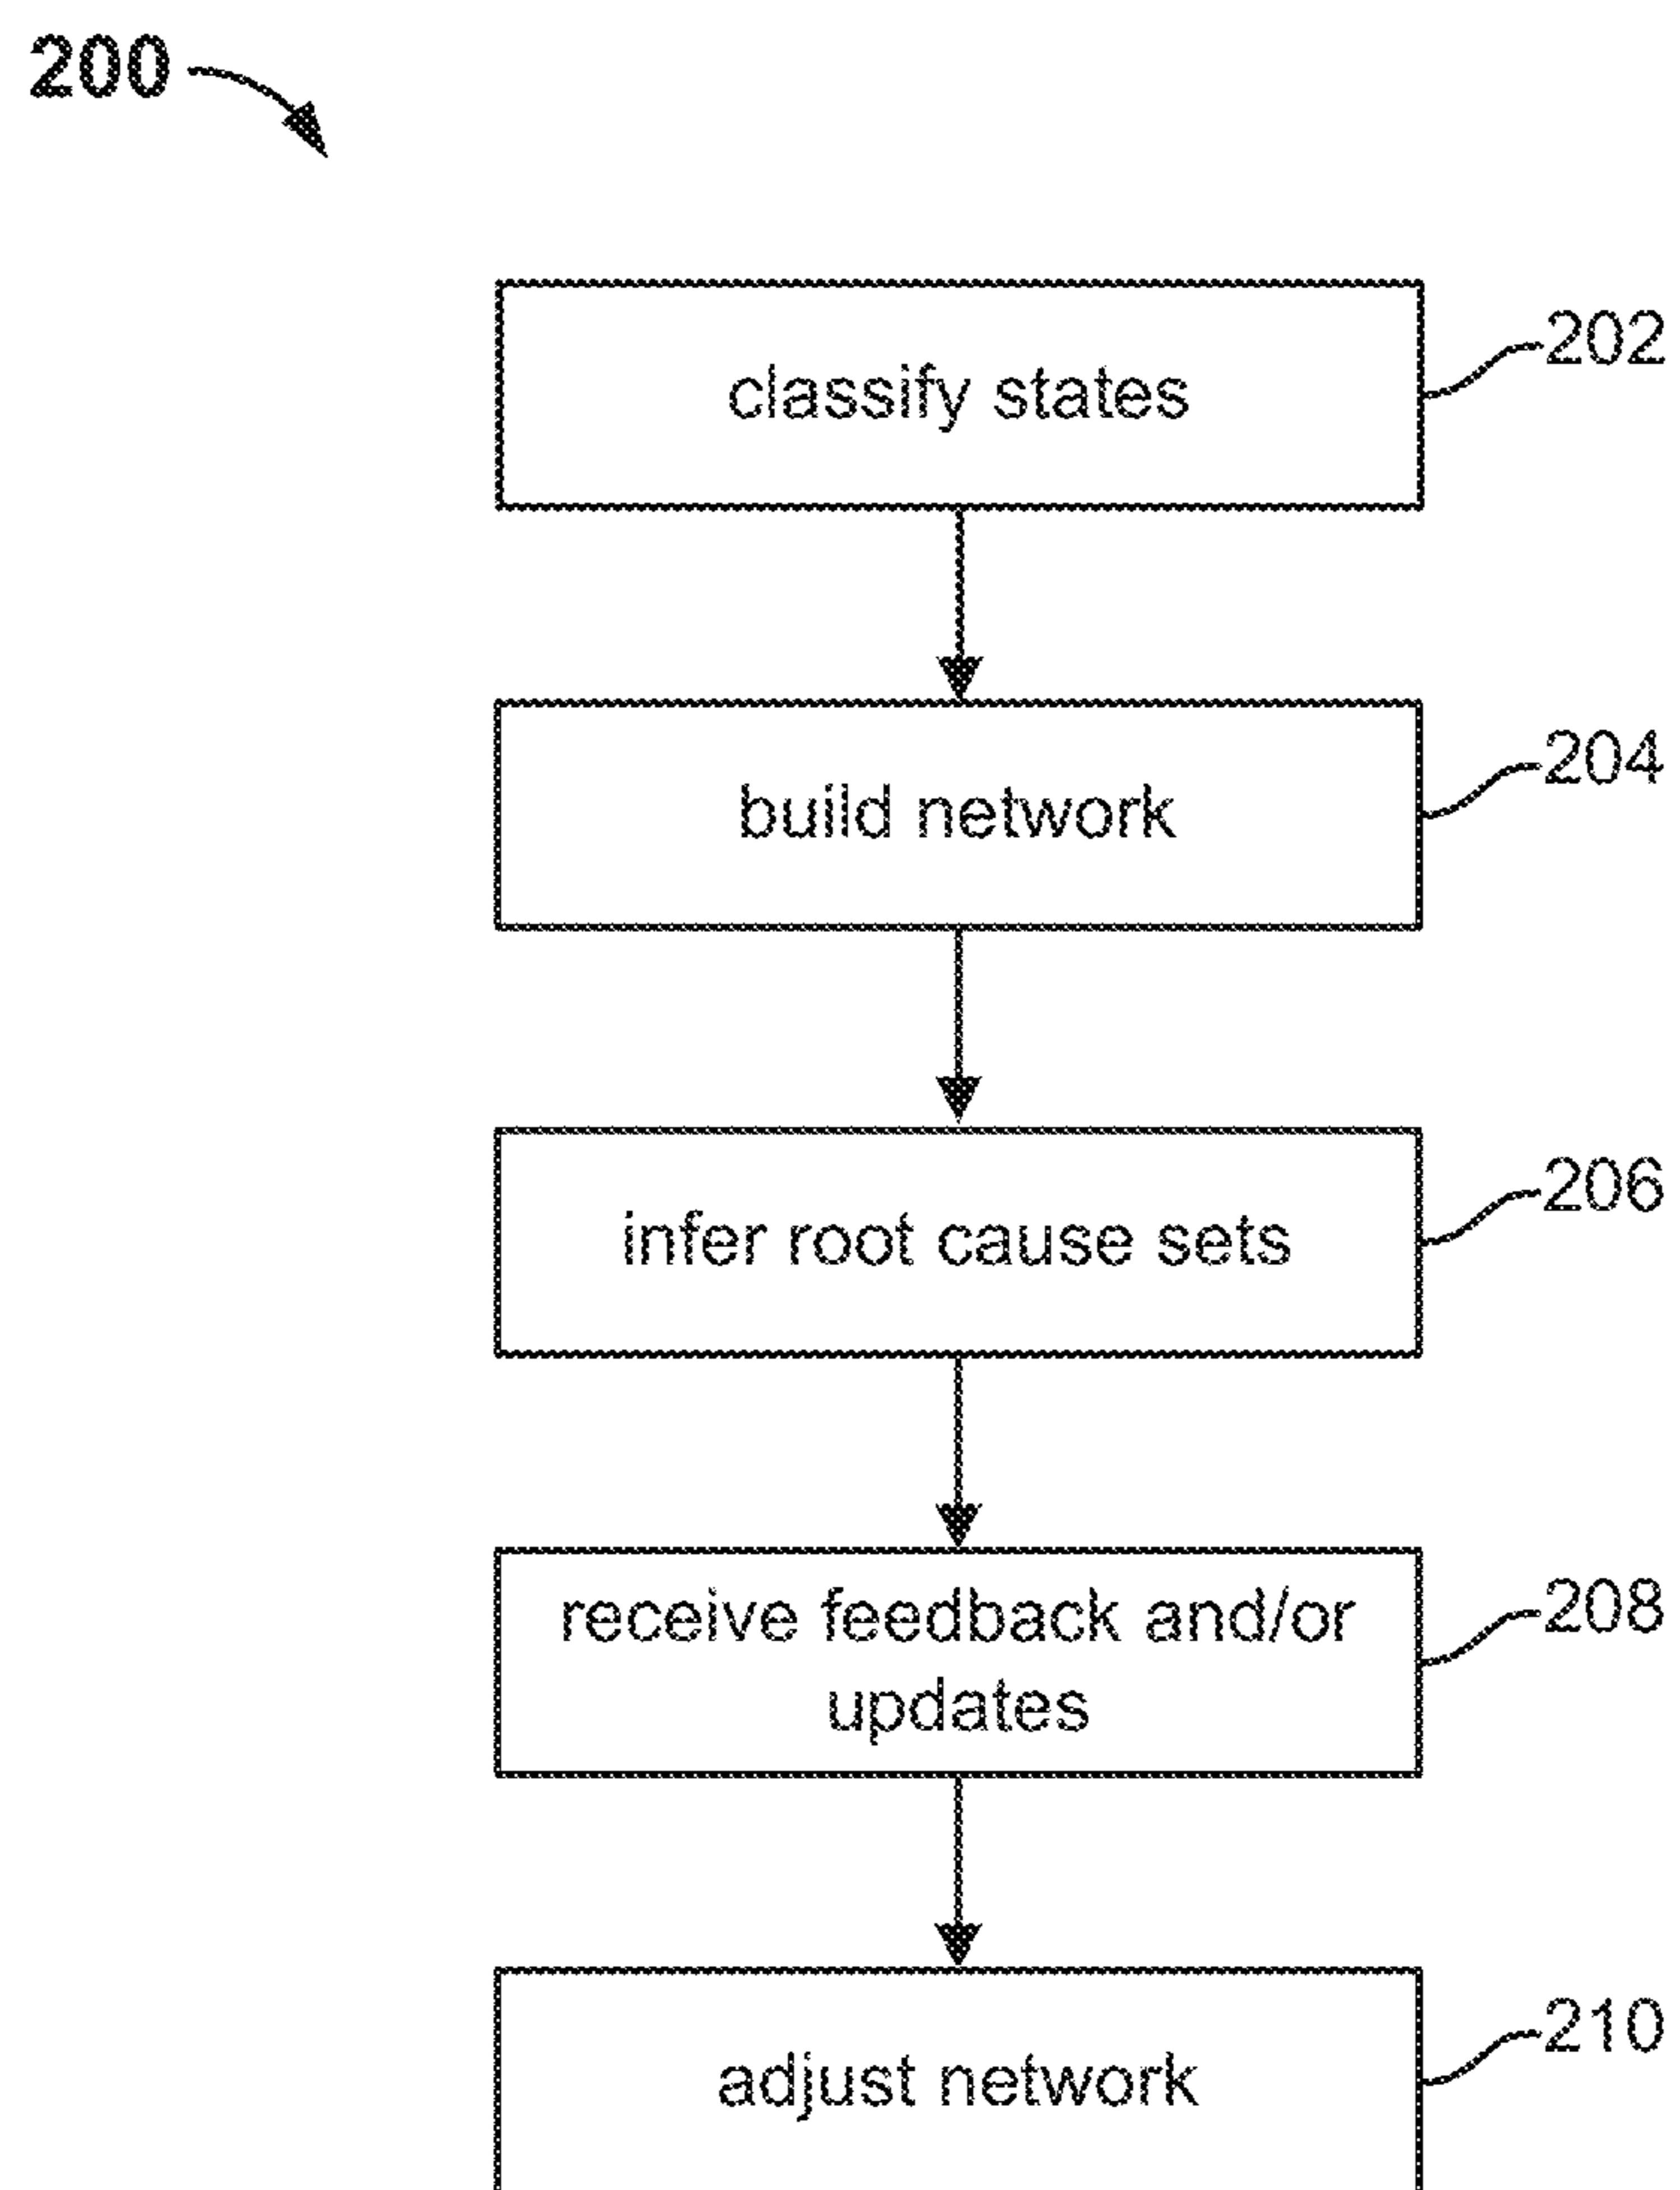 200
classify states
202
build network
204
infer root cause sets
206
receive feedback and/or
updates
208
adjust network
210